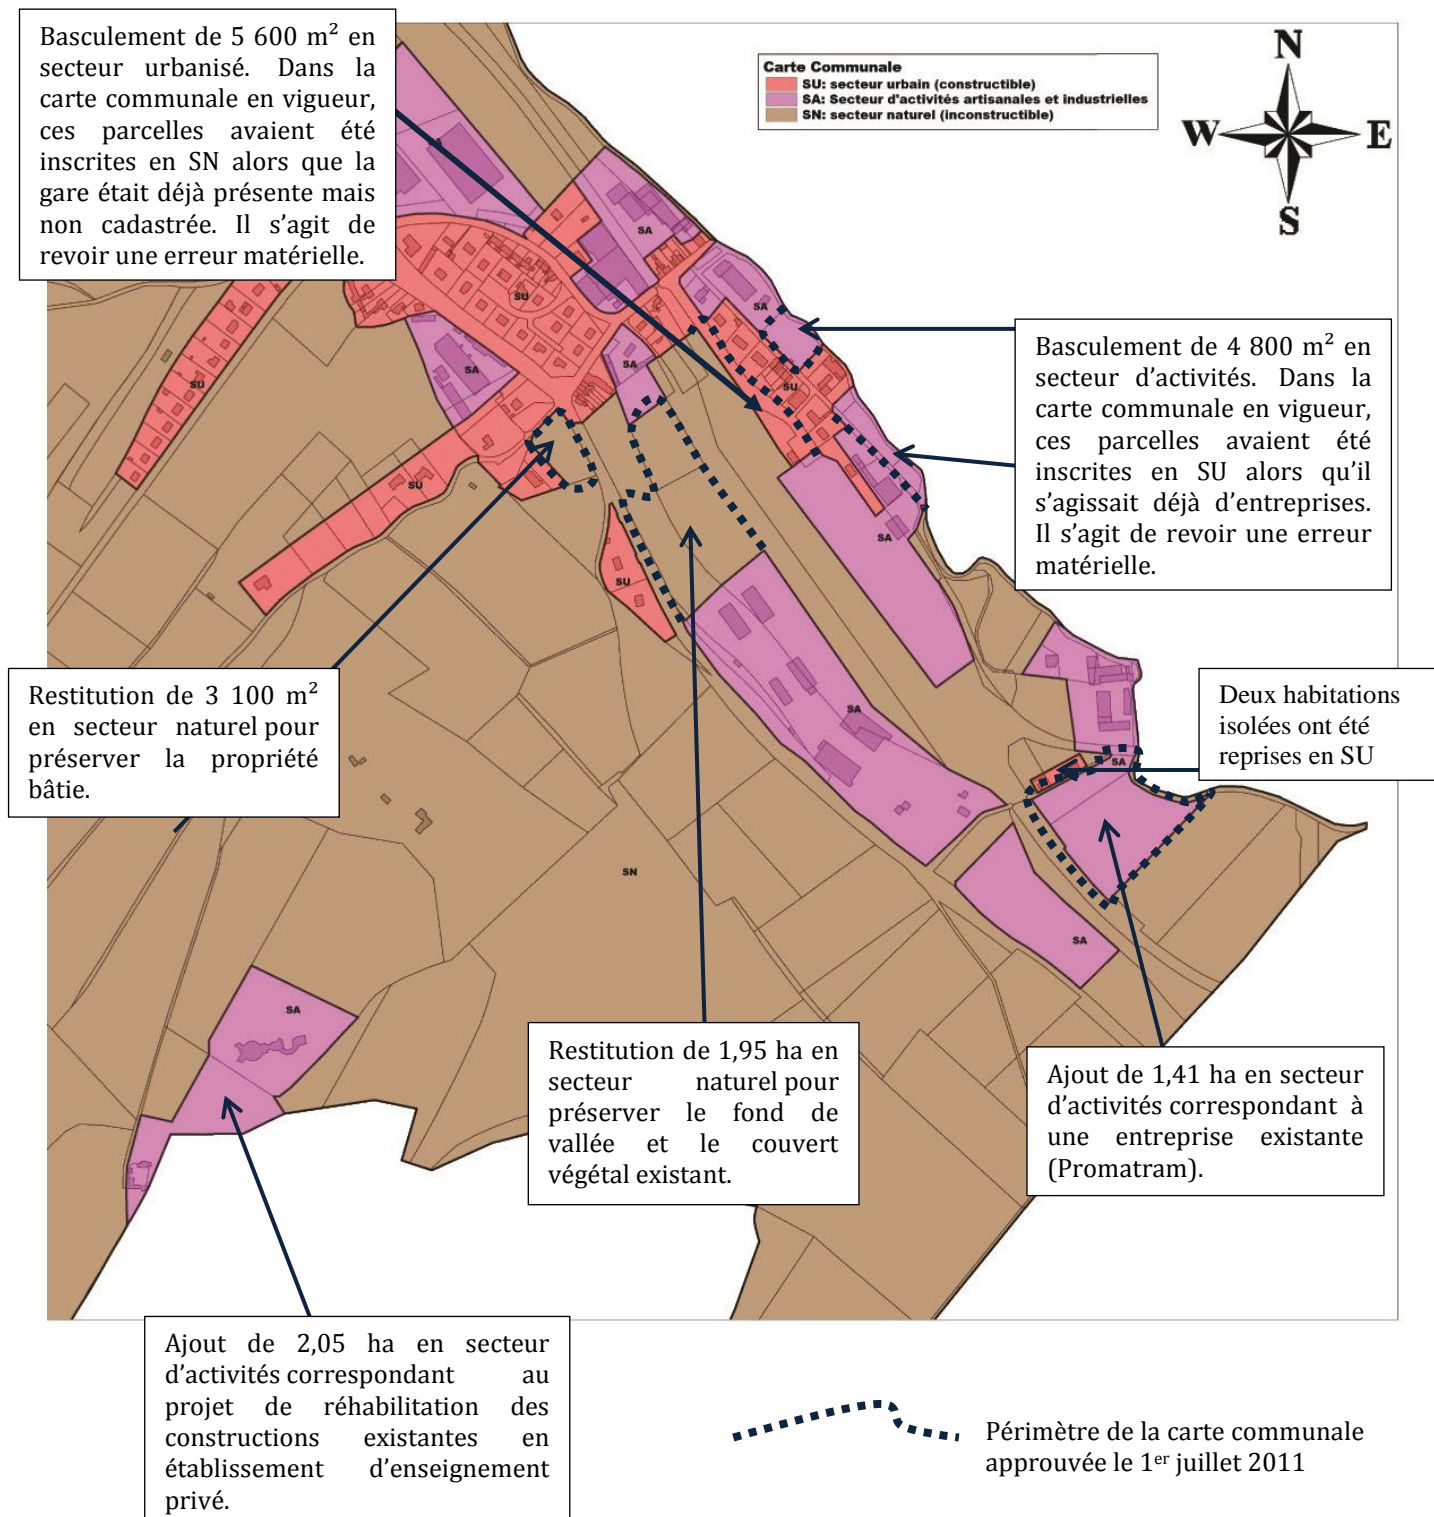 Basculement de 5 600 m² en
secteur urbanisé. Dans la
carte communale en vigueur,
ces parcelles avaient été
inscrites en SN alors que la
gare était déjà présente mais
non cadastrée. Il s’agit de
revoir une erreur matérielle.
Carte Communale
SU: secteur urbain (constructible)
SA: Secteur d'activités artisanales et industrielles
SN: secteur naturel (inconstructible)
N
W E
S
SA
SA
SU
SA
SA
SA
SU
SU
SU
SA
SU
SA
SA
SN
SA
SA
SA
Basculement de 4 800 m² en
secteur d’activités. Dans la
carte communale en vigueur,
ces parcelles avaient été
inscrites en SU alors qu’il
s’agissait déjà d’entreprises.
Il s’agit de revoir une erreur
matérielle.
Restitution de 3 100 m²
en secteur naturel pour
préserver la propriété
bâtie.
Deux habitations
isolées ont été
reprises en SU
Restitution de 1,95 ha en
secteur naturel pour
préserver le fond de
vallée et le couvert
végétal existant.
Ajout de 1,41 ha en secteur
d’activités correspondant à
une entreprise existante
(Promatram).
Ajout de 2,05 ha en secteur
d’activités correspondant au
projet de réhabilitation des
constructions existantes en
établissement d’enseignement
privé.
Périmètre de la carte communale
approuvée le 1er juillet 2011